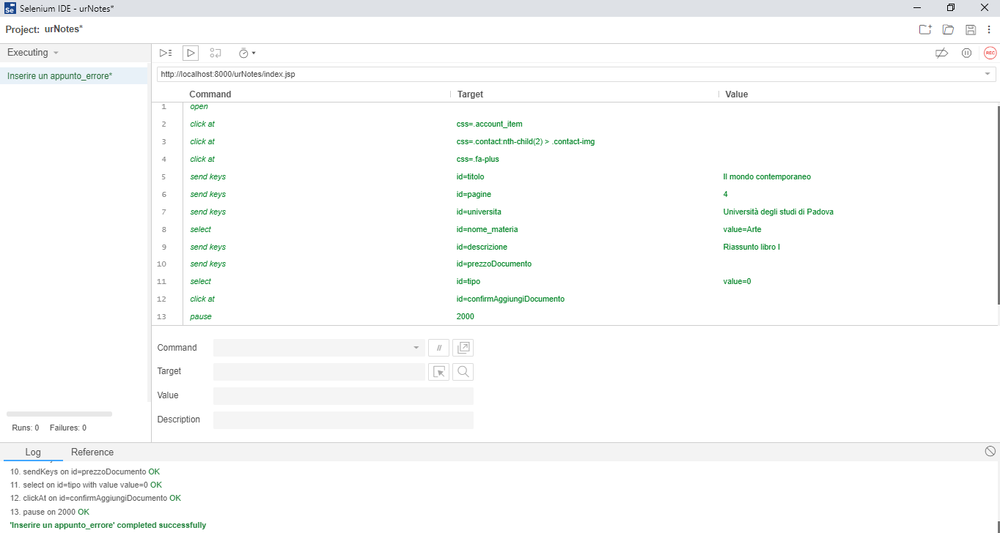 Se Selenium IDE - urNotes*
Project: urNotes*
Executing
REC
Inserire un appunto_errore*
http://localhost:8000/urNotes/index.jsp
Command Target Value
1 open
2 click at css=.account_item
3 click at css=.contact:nth-child(2) > .contact-img
4 click at css=.fa-plus
5 send keys id=titolo Il mondo contemporaneo
6 send keys id=pagine 4
7 send keys id=universita Università degli studi di Padova
8 select id=nome_materia value=Arte
9 send keys id=descrizione Riassunto libro I
10 send keys id=prezzoDocumento
11 select id=tipo value=0
12 click at id=confirmAggiungiDocumento
13 pause 2000
Command //
Target
Value
Description
Runs: 0 Failures: 0
Log Reference
10. sendKeys on id=prezzoDocumento OK
11. select on id=tipo with value value=0 OK
12. clickAt on id=confirmAggiungiDocumento OK
13. pause on 2000 OK
'Inserire un appunto_errore' completed successfully